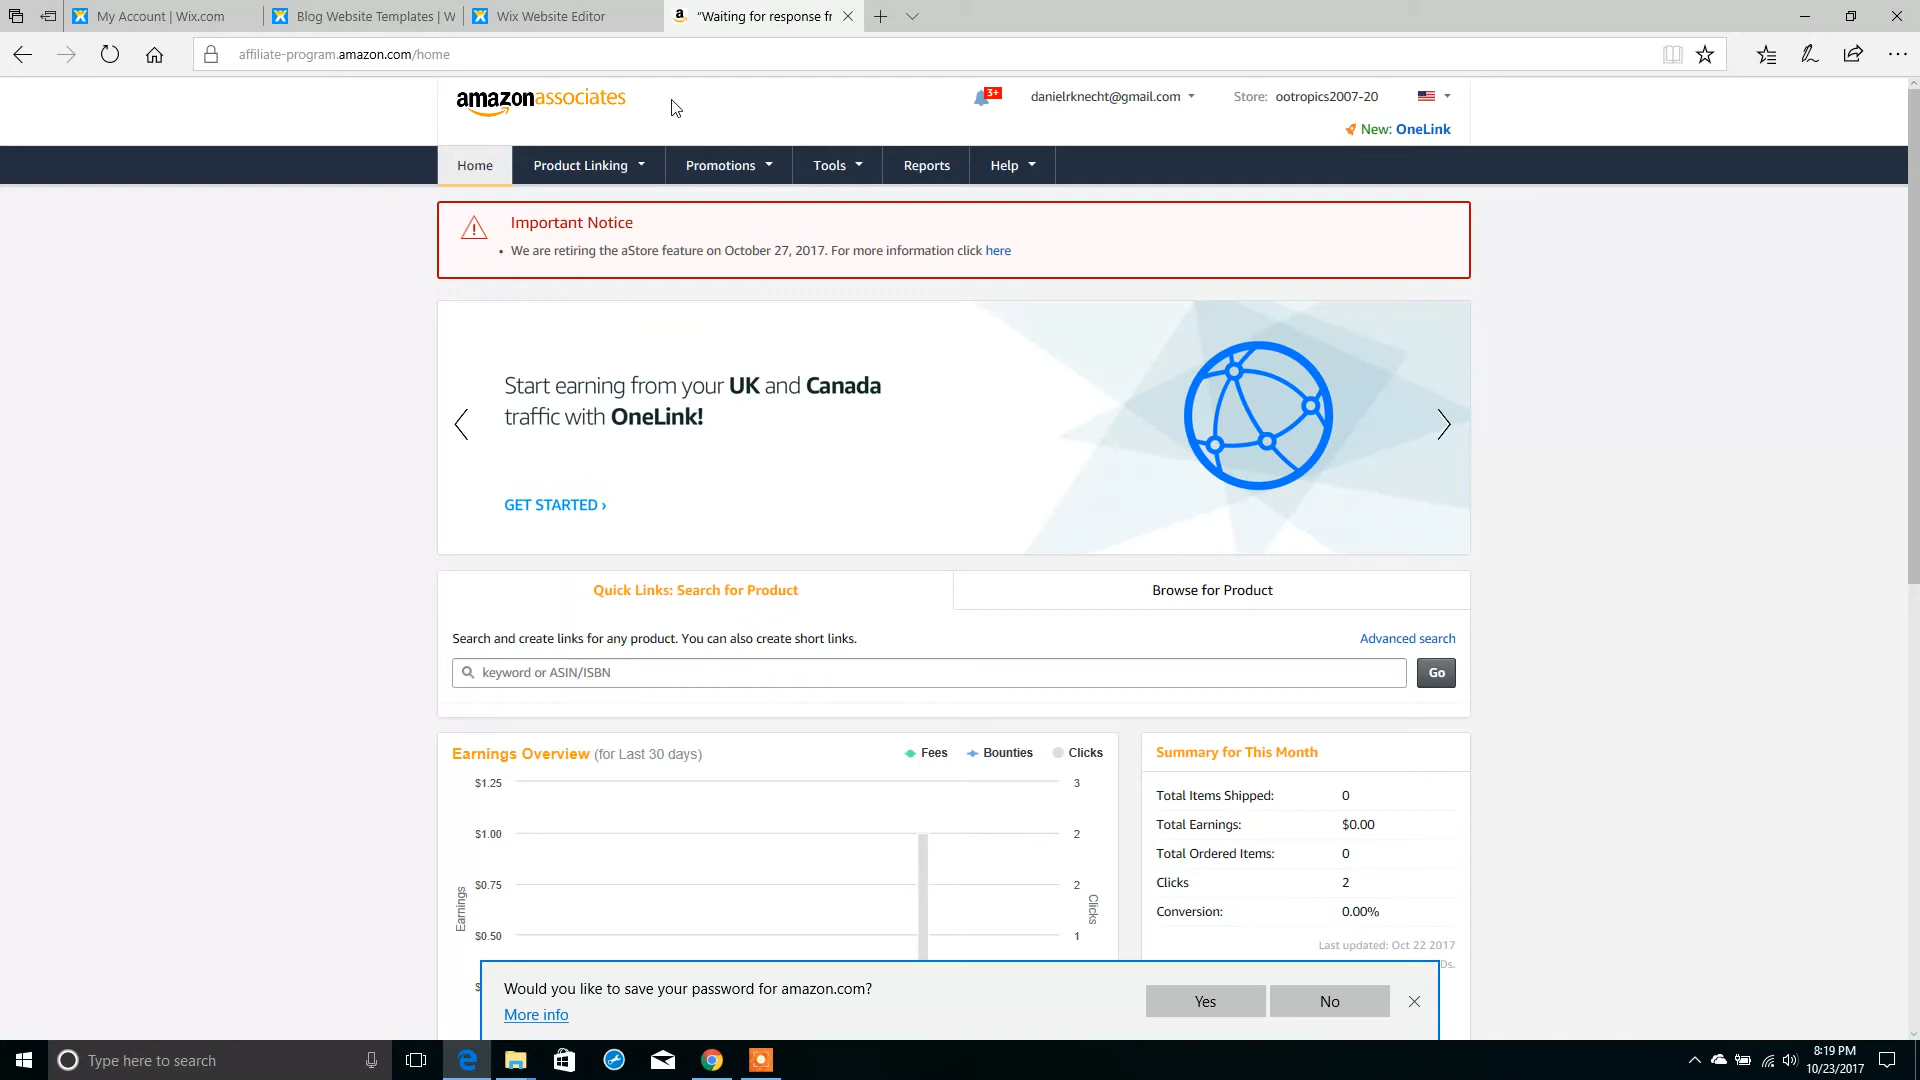 My Account | Wix.com
Blog Website Templates | W
Wix Website Editor
"Waiting for response fr
affiliate-program.amazon.com/home
amazonassociates
3+
danielrknecht@gmail.com
Store: ootropics2007-20
New: OneLink
Home
Product Linking
Promotions
Tools
Reports
Help
Important Notice
• We are retiring the aStore feature on October 27, 2017. For more information click here
Start earning from your UK and Canada
traffic with OneLink!
GET STARTED ›
Quick Links: Search for Product
Browse for Product
Search and create links for any product. You can also create short links.
Advanced search
keyword or ASIN/ISBN
Go
Earnings Overview (for Last 30 days)
Fees
Bounties
Clicks
$1.25
3
$1.00
2
$0.75
2
$0.50
1
Earnings
Clicks
Summary for This Month
Total Items Shipped: 0
Total Earnings: $0.00
Total Ordered Items: 0
Clicks 2
Conversion: 0.00%
Last updated: Oct 22 2017
Ds.
Would you like to save your password for amazon.com?
More info
Yes
No
Type here to search
8:19 PM
10/23/2017